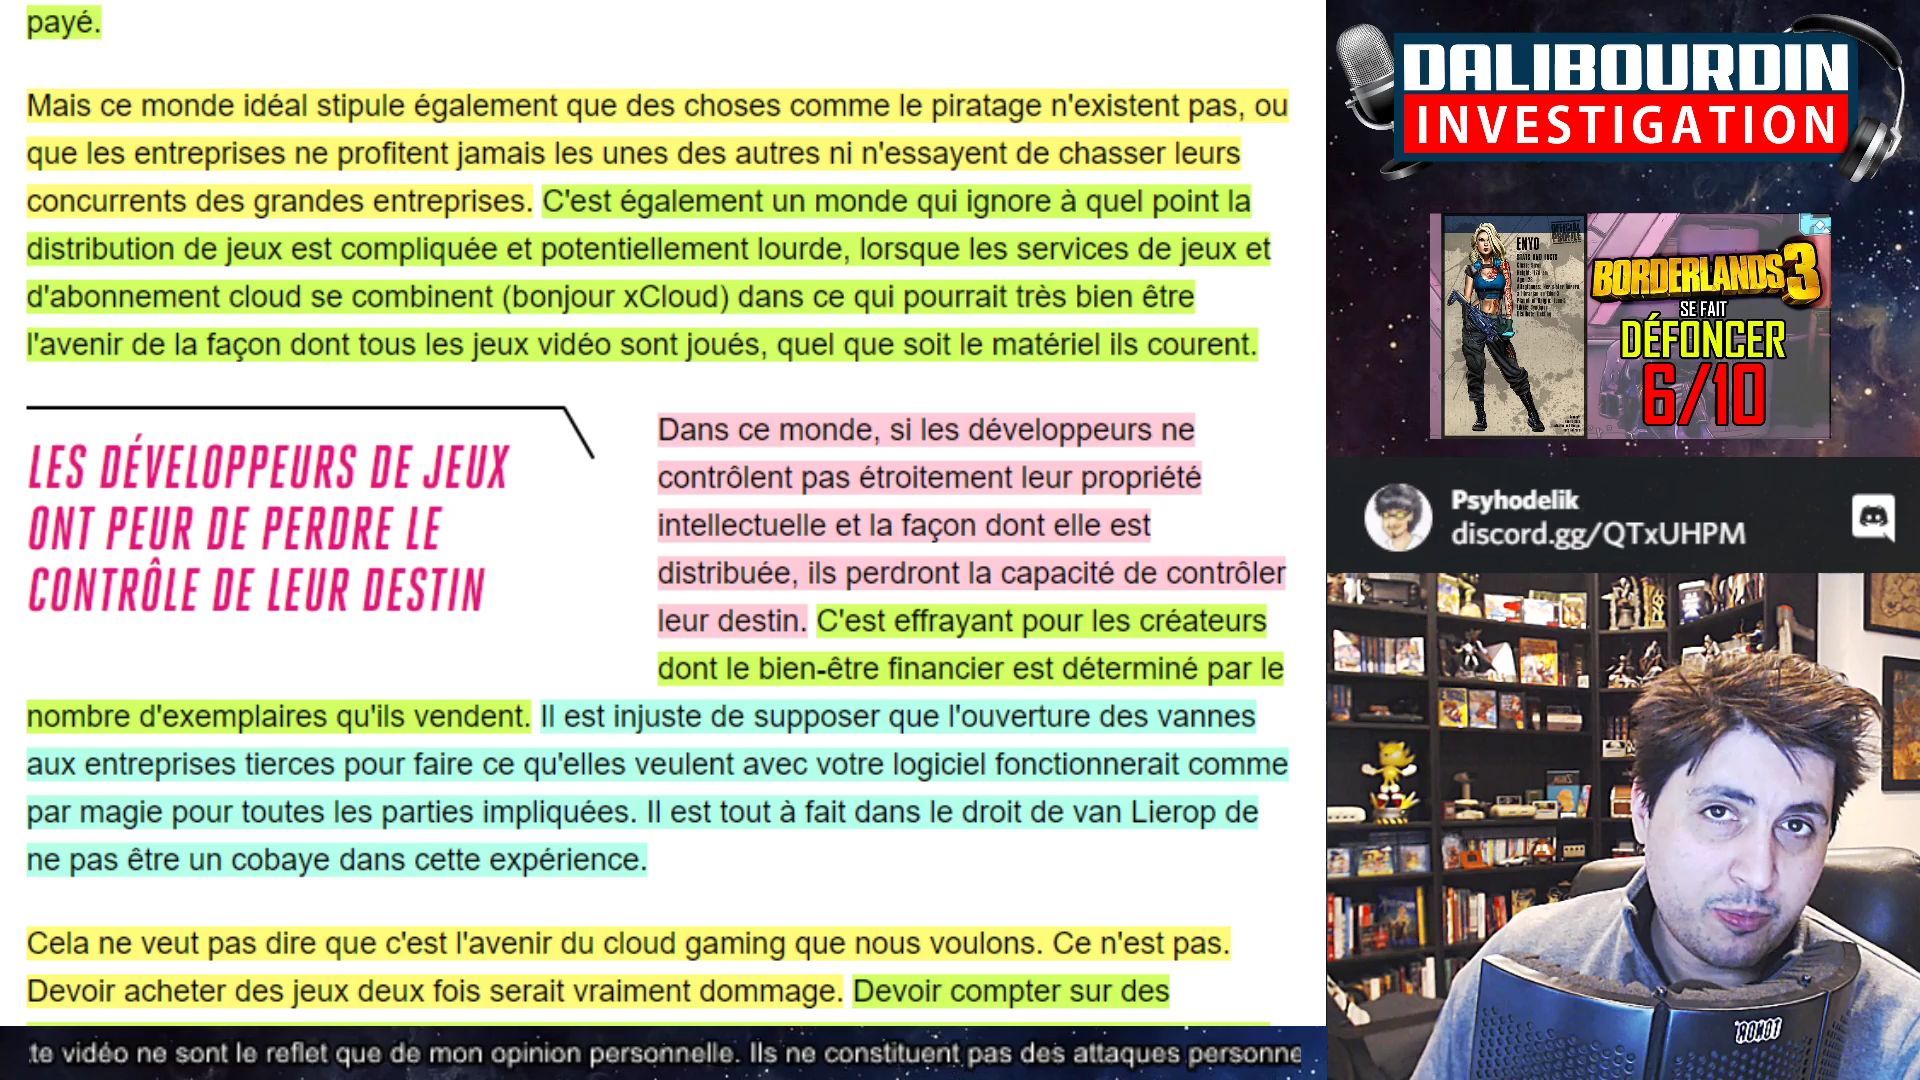 payé.
Mais ce monde idéal stipule également que des choses comme le piratage n'existent pas, ou
que les entreprises ne profitent jamais les unes des autres ni n'essayent de chasser leurs
concurrents des grandes entreprises. C'est également un monde qui ignore à quel point la
distribution de jeux est compliquée et potentiellement lourde, lorsque les services de jeux et
d'abonnement cloud se combinent (bonjour xCloud) dans ce qui pourrait très bien être
l'avenir de la façon dont tous les jeux vidéo sont joués, quel que soit le matériel ils courent.
LES DÉVELOPPEURS DE JEUX
ONT PEUR DE PERDRE LE
CONTRÔLE DE LEUR DESTIN
Dans ce monde, si les développeurs ne
contrôlent pas étroitement leur propriété
intellectuelle et la façon dont elle est
distribuée, ils perdront la capacité de contrôler
leur destin. C'est effrayant pour les créateurs
dont le bien-être financier est déterminé par le
nombre d'exemplaires qu'ils vendent. Il est injuste de supposer que l'ouverture des vannes
aux entreprises tierces pour faire ce qu'elles veulent avec votre logiciel fonctionnerait comme
par magie pour toutes les parties impliquées. Il est tout à fait dans le droit de van Lierop de
ne pas être un cobaye dans cette expérience.
Cela ne veut pas dire que c'est l'avenir du cloud gaming que nous voulons. Ce n'est pas.
Devoir acheter des jeux deux fois serait vraiment dommage. Devoir compter sur des
te vidéo ne sont le reflet que de mon opinion personnelle. Ils ne constituent pas des attaques personne
DALIBOURDIN
INVESTIGATION
ENYO
STATS AND FACTS
BORDERLANDS 3
SE FAIT
DÉFONCER
6/10
Psyhodelik
discord.gg/QTxUHPM